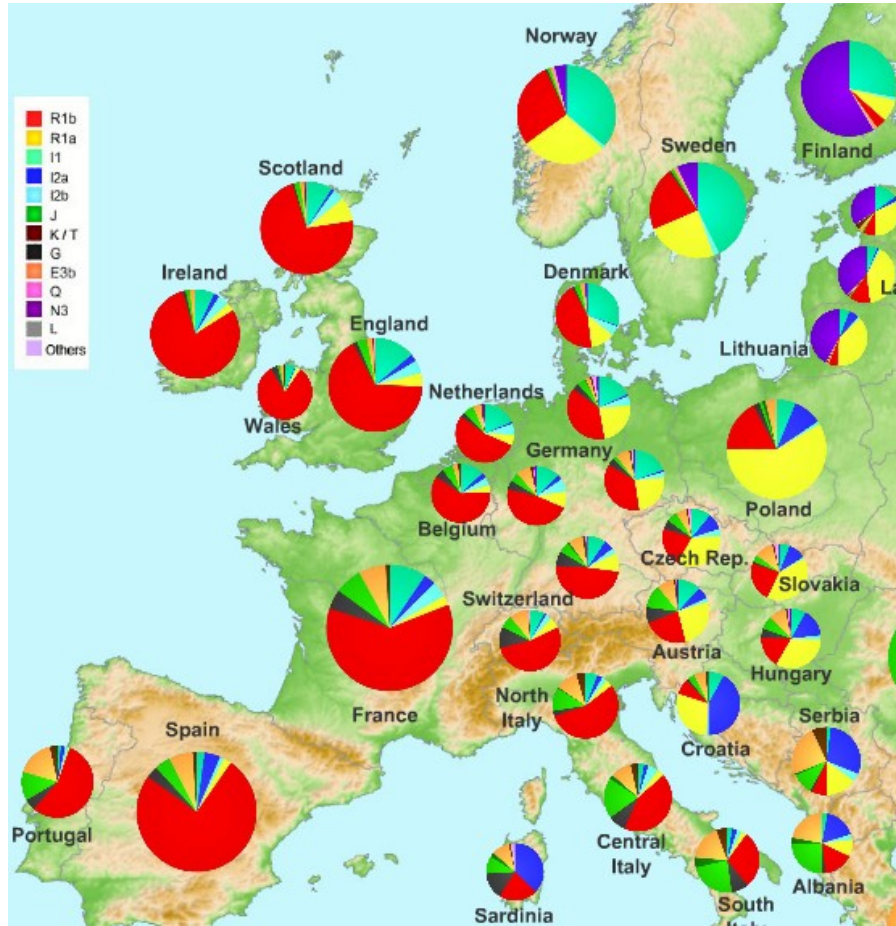 Norway
R1b
R1a
I1
I2a
I2b
J
K / T
G
E3b
Q
N3
L
Others
Scotland
Sweden
Finland
Ireland
Denmark
La
England
Lithuania
Netherlands
Wales
Germany
Poland
Belgium
Czech Rep.
Slovakia
Switzerland
Austria
Hungary
North
Italy
France
Spain
Croatia
Serbia
Portugal
Central
Italy
Albania
South
Sardinia